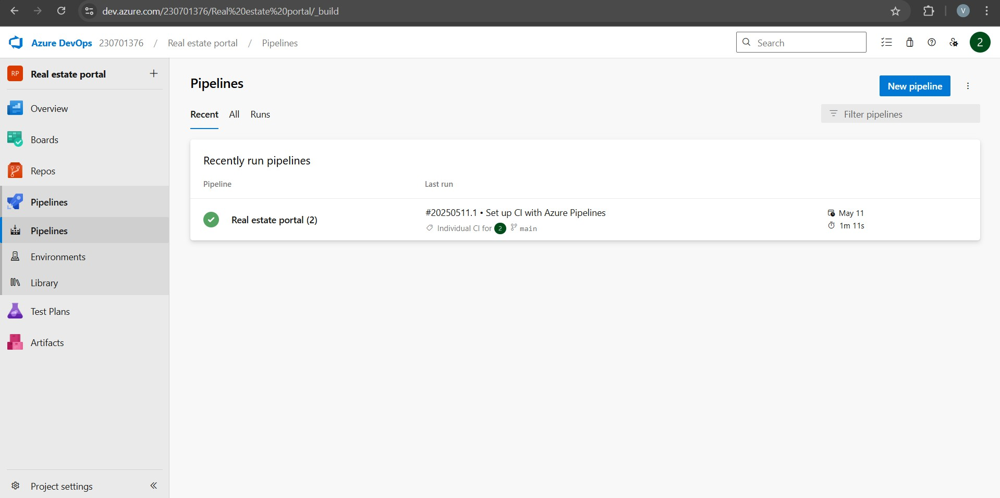 dev.azure.com/230701376/Real%20estate%20portal/_build
V
Azure DevOps 230701376 / Real estate portal / Pipelines
Search
2
RP Real estate portal
Overview
Boards
Repos
Pipelines
Pipelines
Environments
Library
Test Plans
Artifacts
Project settings
Pipelines
New pipeline
Recent All Runs
Filter pipelines
Recently run pipelines
Pipeline Last run
Real estate portal (2)
#20250511.1 • Set up CI with Azure Pipelines
Individual CI for 2 main
May 11
1m 11s